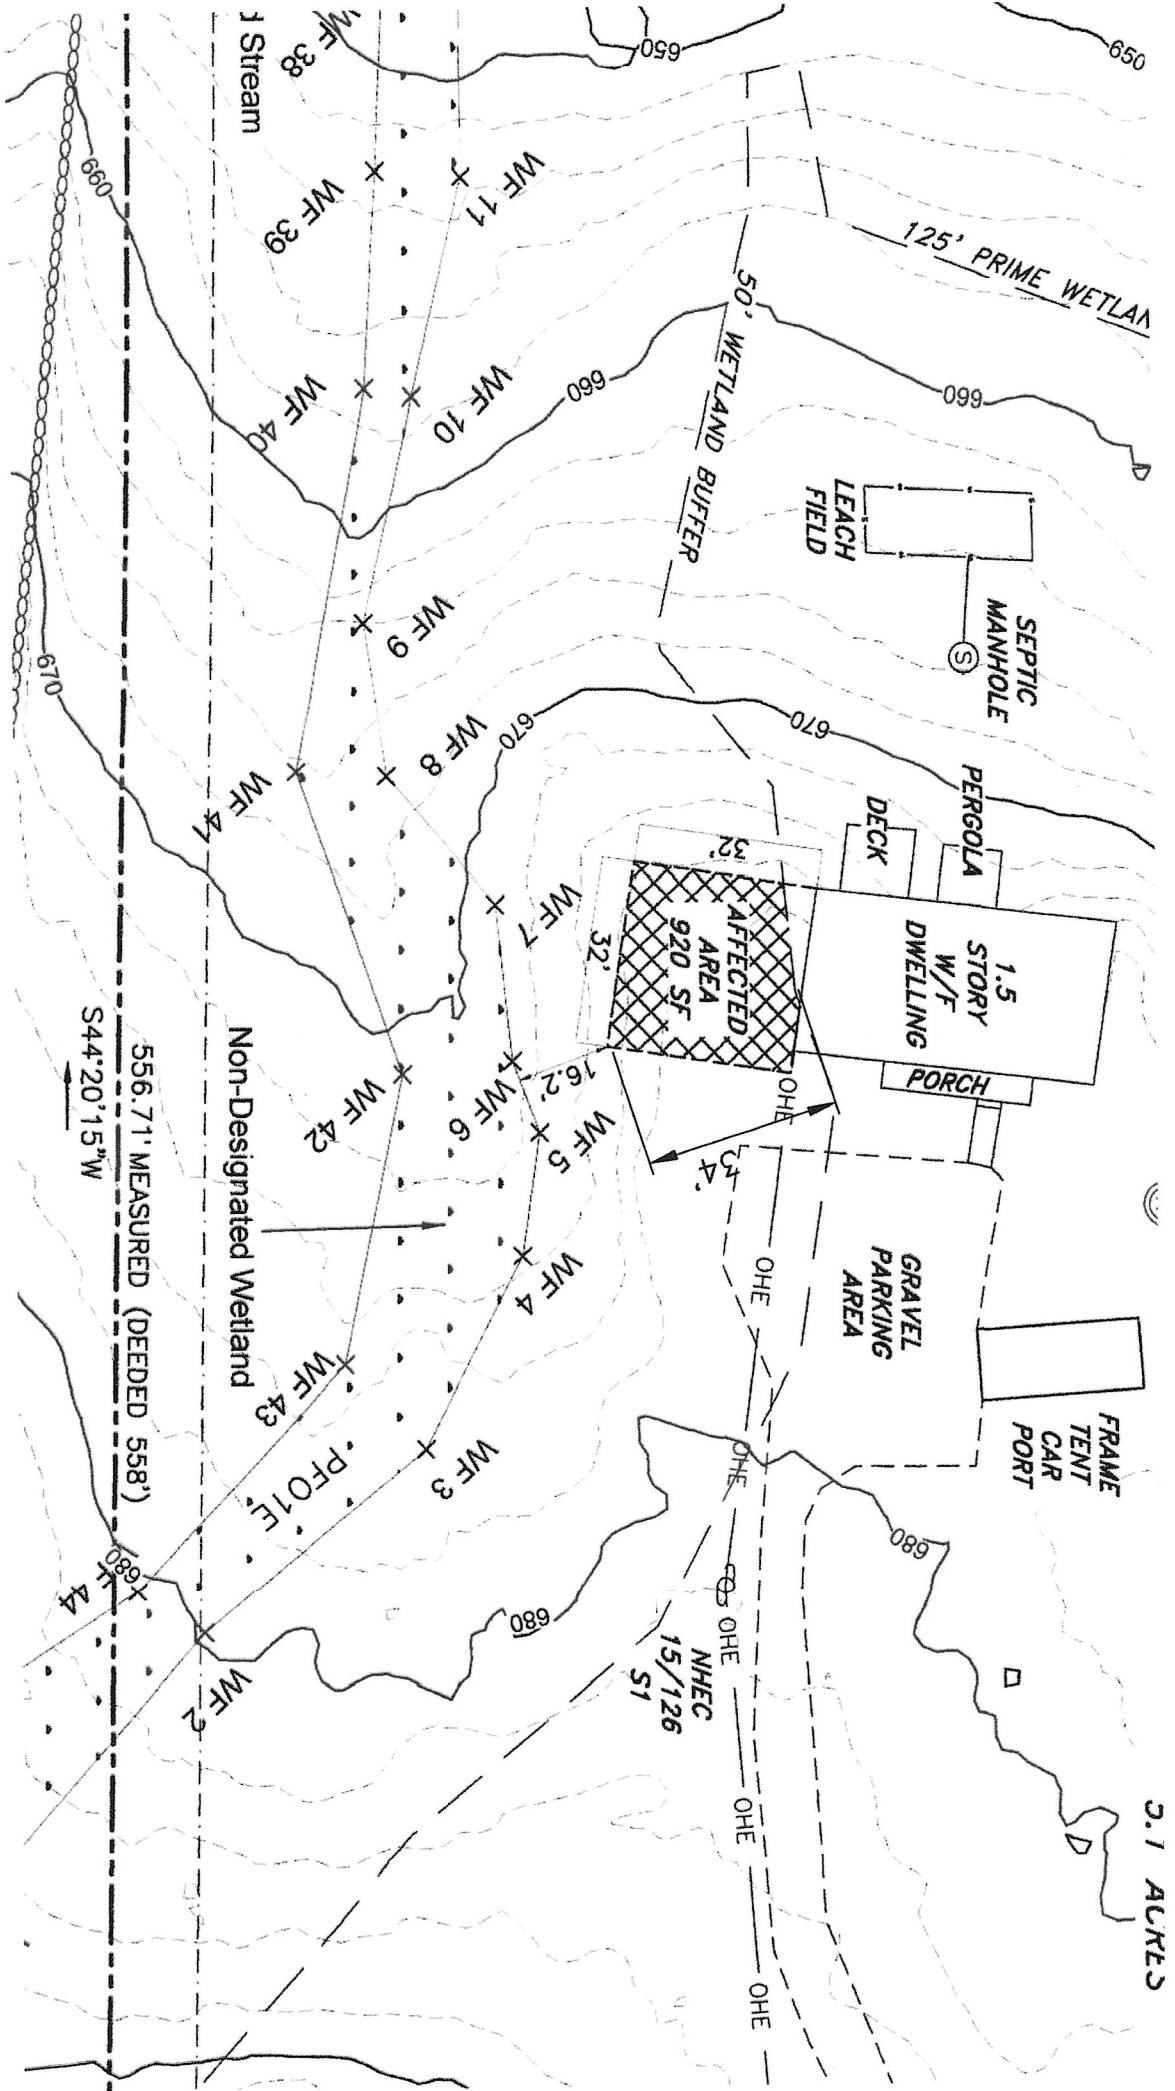 650
650
WF 38
d Stream
WF 11
WF 39
660
125' PRIME WETLAN
50' WETLAND BUFFER
660
660
WF 10
WF 40
LEACH
FIELD
SEPTIC
MANHOLE
S
WF 9
670
670
670
WF 8
WF 41
PERGOLA
DECK
32'
32'
AFFECTED
AREA
920 SF
1.5
STORY
W/F
DWELLING
PORCH
WF 7
16.2'
34'
WF 6
WF 5
WF 42
OHE
Non-Designated Wetland
556.71' MEASURED (DEEDED 558')
S44°20'15"W
WF 4
OHE
GRAVEL
PARKING
AREA
FRAME
TENT
CAR
PORT
WF 43
WF 3
PFO1E
OHE
680
680
680
WF 2
OHE
NHEC
15/126
S1
OHE
OHE
ACRES